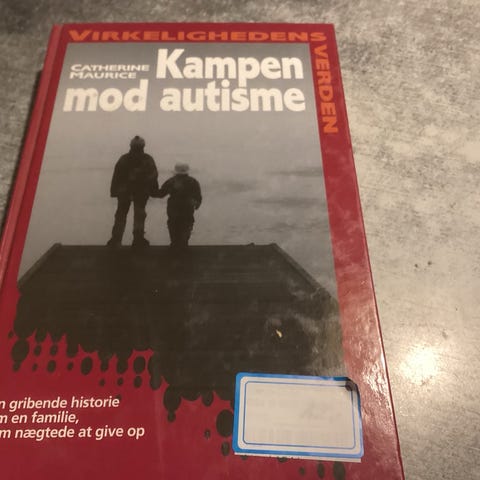 VIRKELIGHEDENS
VERDEN
CATHERINE
MAURICE
Kampen
mod autisme
n gribende historie
m en familie,
m nægtede at give op